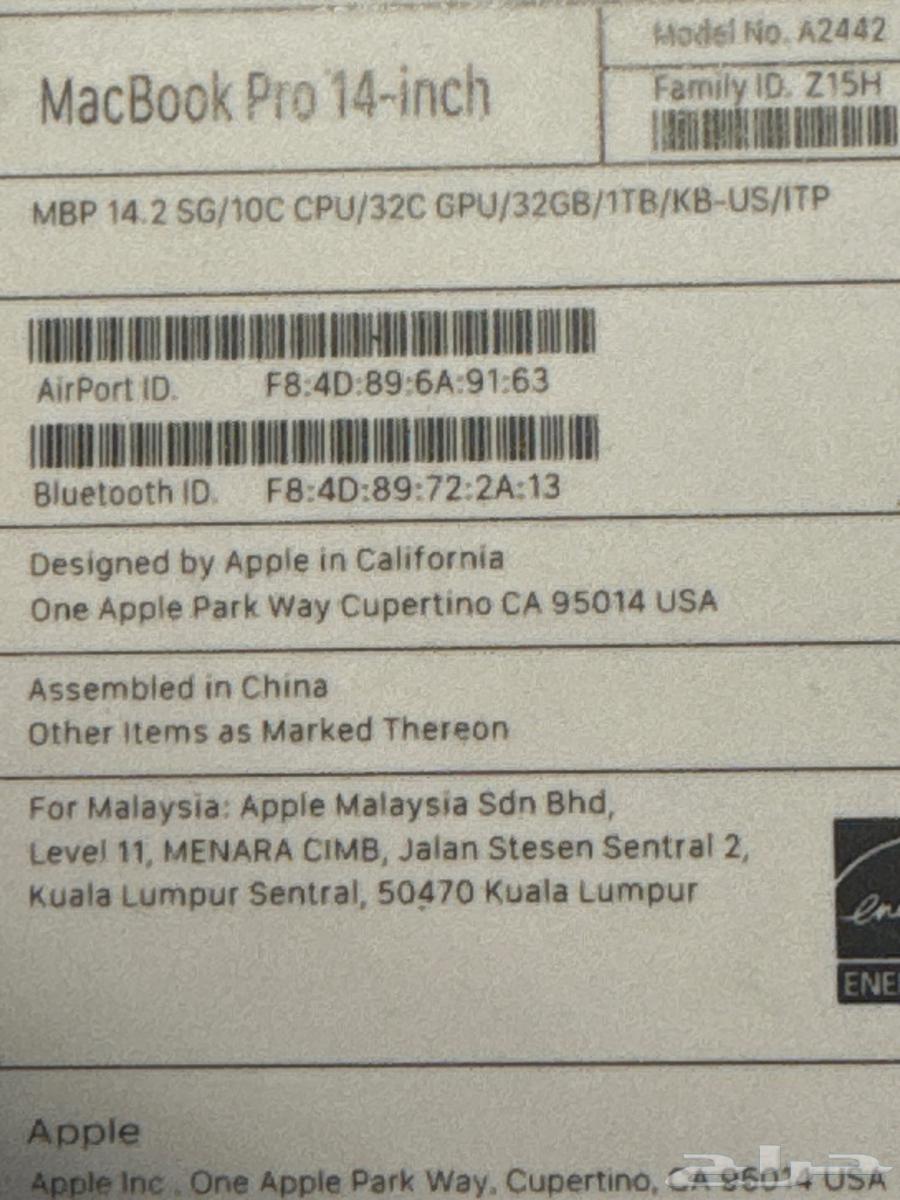 MacBook Pro 14-inch
Model No. A2442
Family ID. Z15H
MBP 14.2 SG/10C CPU/32C GPU/32GB/1TB/KB-US/ITP
AirPort ID. F8:4D:89:6A:91:63
Bluetooth ID. F8:4D:89:72:2A:13
Designed by Apple in California
One Apple Park Way Cupertino CA 95014 USA
Assembled in China
Other Items as Marked Thereon
For Malaysia: Apple Malaysia Sdn Bhd,
Level 11, MENARA CIMB, Jalan Stesen Sentral 2,
Kuala Lumpur Sentral, 50470 Kuala Lumpur
Apple
Apple Inc., One Apple Park Way, Cupertino, CA 95014 USA
حراج